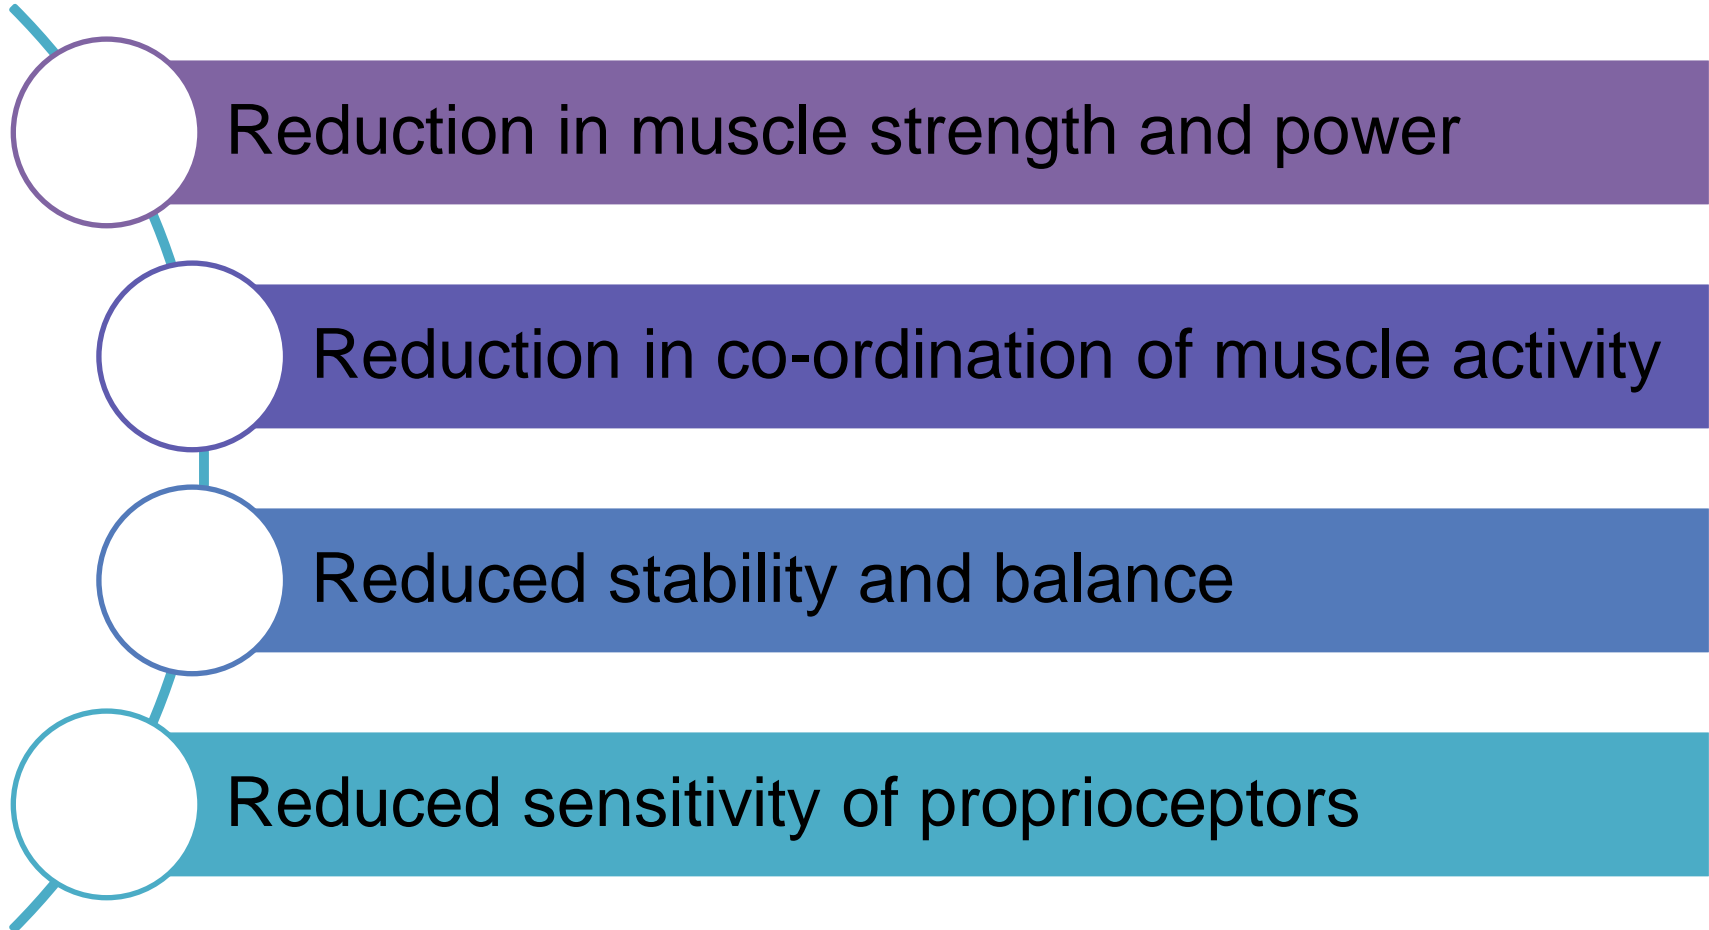 Reduction in muscle strength and power
Reduction in co-ordination of muscle activity
Reduced stability and balance
Reduced sensitivity of proprioceptors